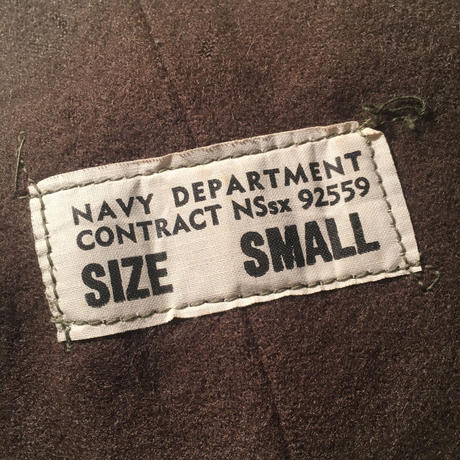 NAVY DEPARTMENT
CONTRACT NSsx 92559
SIZE SMALL